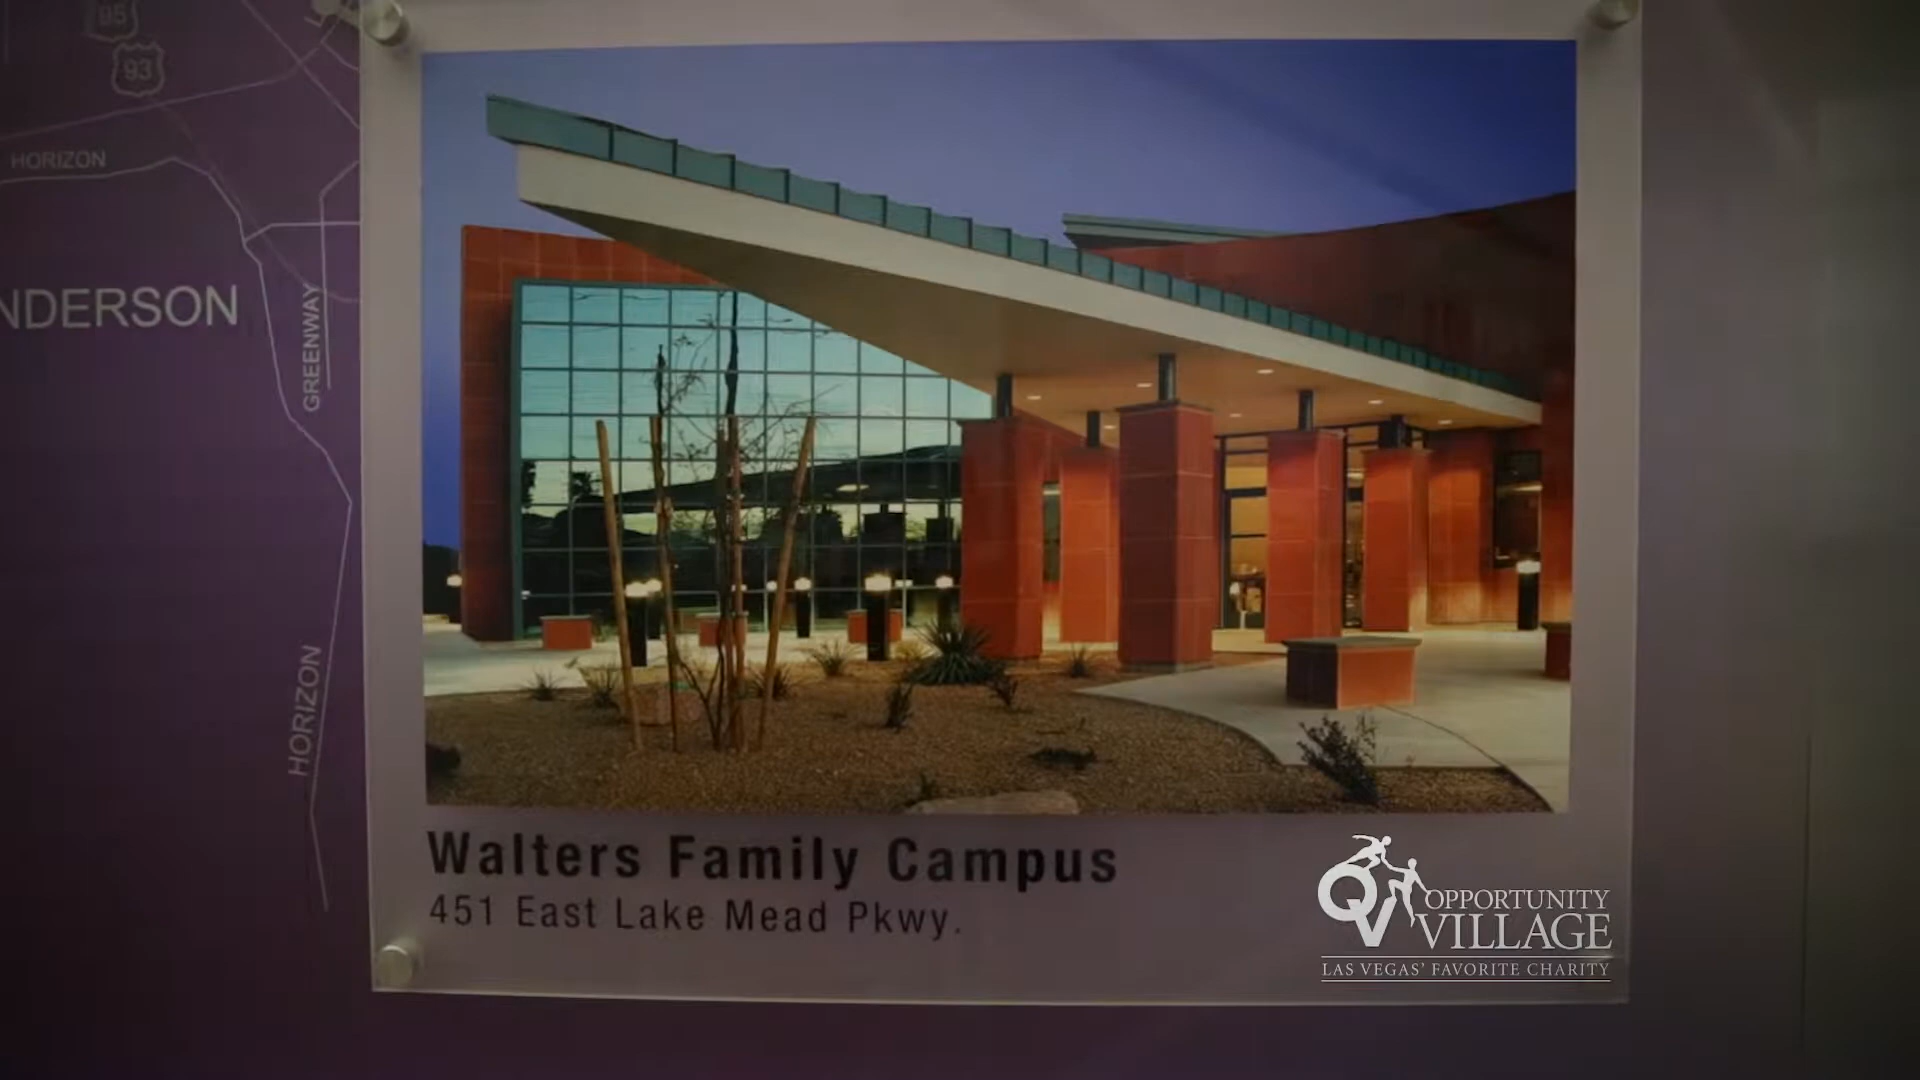 95
93
HORIZON
NDERSON
GREENWAY
HORIZON
Walters Family Campus
451 East Lake Mead Pkwy.
OV OPPORTUNITY
VILLAGE
LAS VEGAS' FAVORITE CHARITY